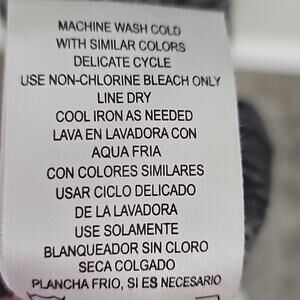 MACHINE WASH COLD
WITH SIMILAR COLORS
DELICATE CYCLE
USE NON-CHLORINE BLEACH ONLY
LINE DRY
COOL IRON AS NEEDED
LAVA EN LAVADORA CON
AQUA FRIA
CON COLORES SIMILARES
USAR CICLO DELICADO
DE LA LAVADORA
USE SOLAMENTE
BLANQUEADOR SIN CLORO
SECA COLGADO
PLANCHA FRIO, SI ES NECESARIO